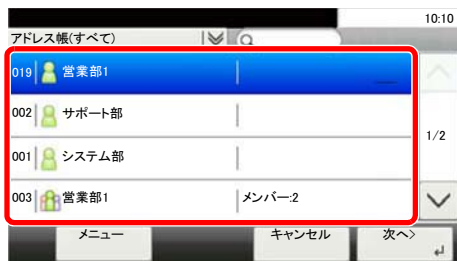 10:10
アドレス帳(すべて)
019 営業部1
002 サポート部
1/2
001 システム部
003 営業部1 メンバー:2
メニュー キャンセル 次へ>